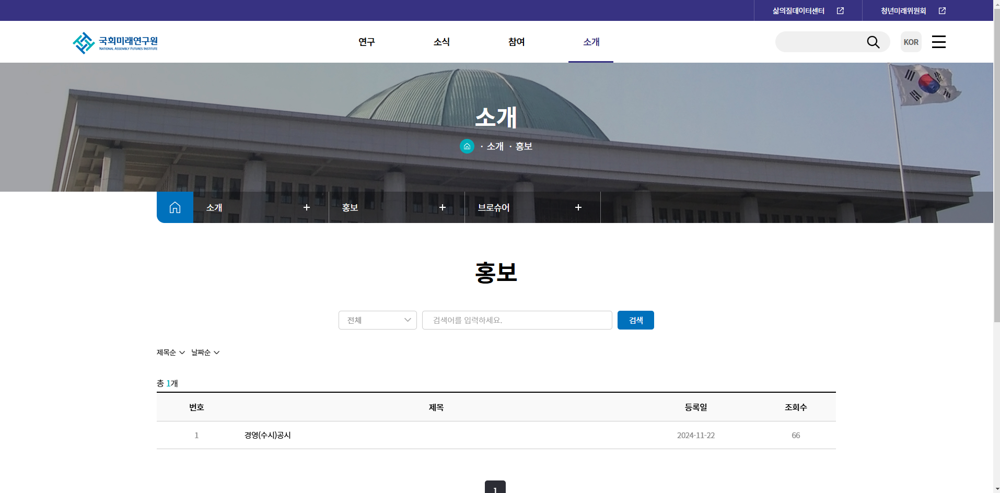 삶의질데이터센터
청년미래위원회
국회미래연구원
NATIONAL ASSEMBLY FUTURES INSTITUTE
연구
소식
참여
소개
KOR
소개
· 소개 · 홍보
소개
홍보
브로슈어
홍보
전체
검색어를 입력하세요.
검색
제목순 날짜순
총 1개
번호 제목 등록일 조회수
1 경영(수시)공시 2024-11-22 66
1